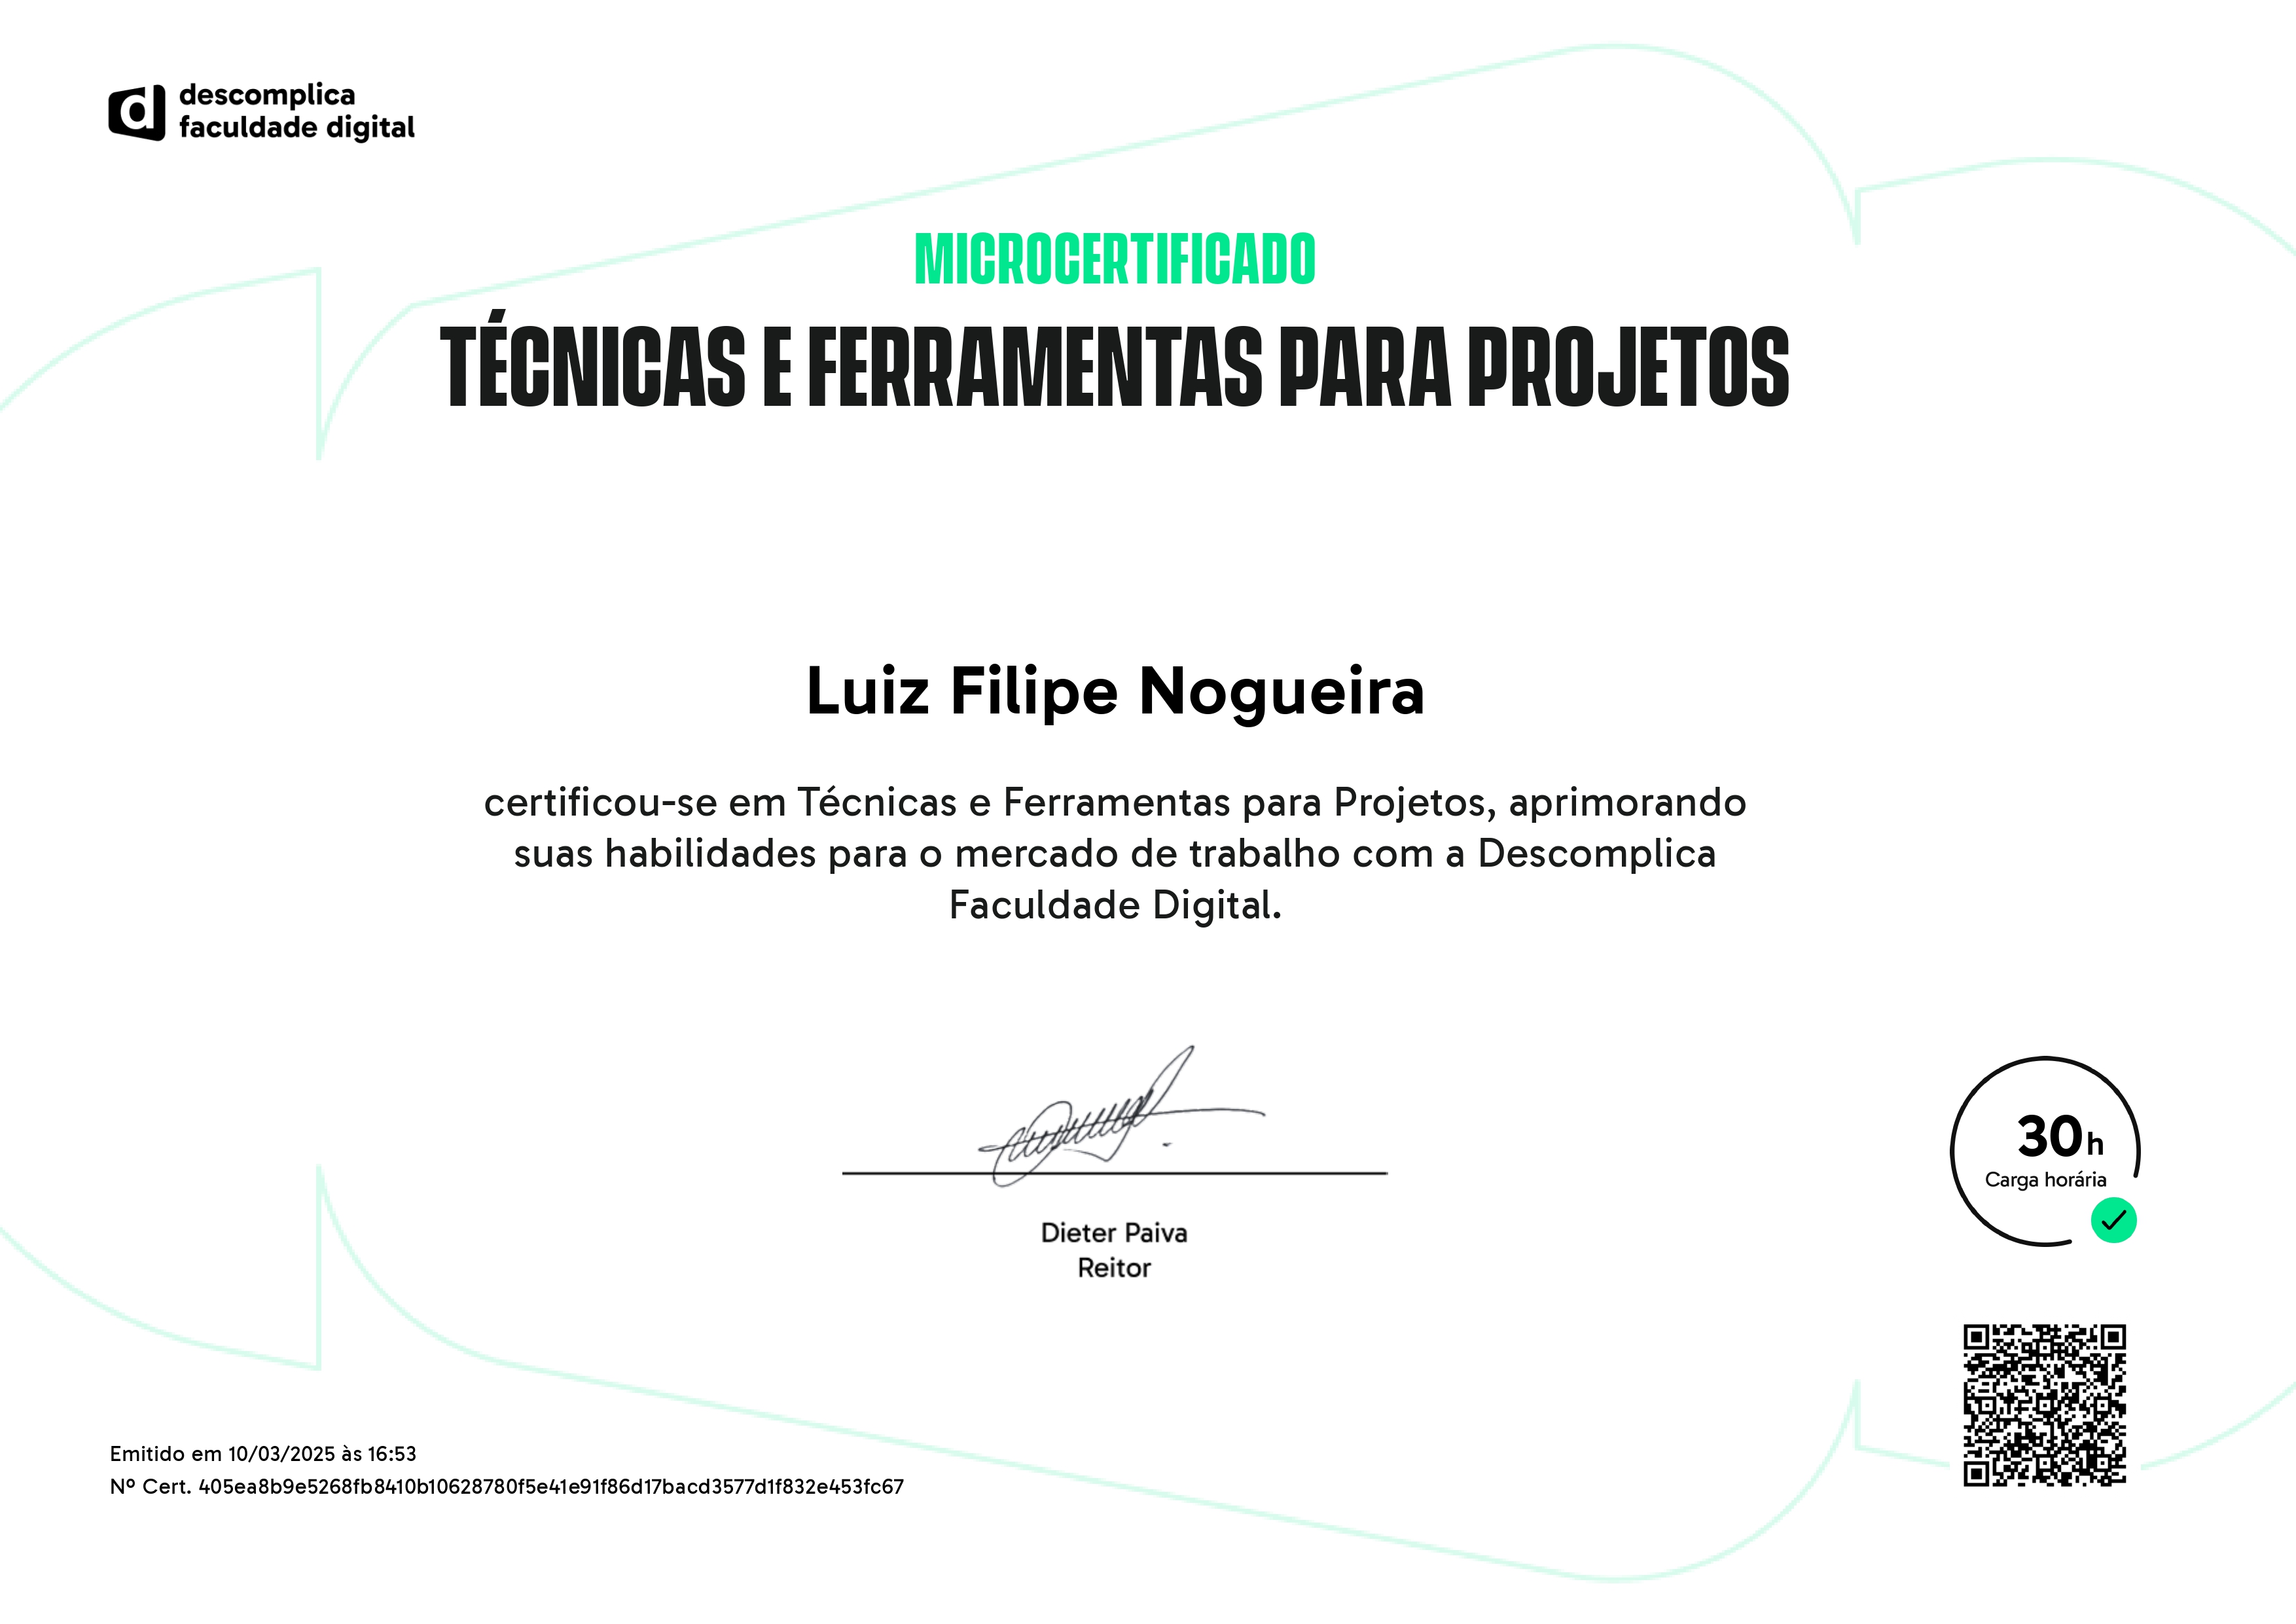 descomplica
faculdade digital
MICROCERTIFICADO
TÉCNICAS E FERRAMENTAS PARA PROJETOS
Luiz Filipe Nogueira
certificou-se em Técnicas e Ferramentas para Projetos, aprimorando
suas habilidades para o mercado de trabalho com a Descomplica
Faculdade Digital.
Dieter Paiva
Reitor
30h
Carga horária
Emitido em 10/03/2025 às 16:53
Nº Cert. 405ea8b9e5268fb8410b10628780f5e41e91f86d17bacd3577d1f832e453fc67